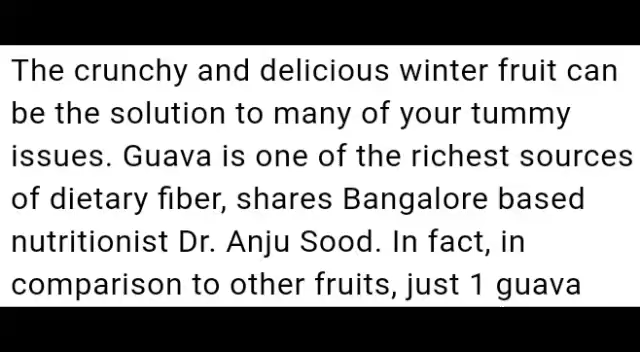 The crunchy and delicious winter fruit can
be the solution to many of your tummy
issues. Guava is one of the richest sources
of dietary fiber, shares Bangalore based
nutritionist Dr. Anju Sood. In fact, in
comparison to other fruits, just 1 guava